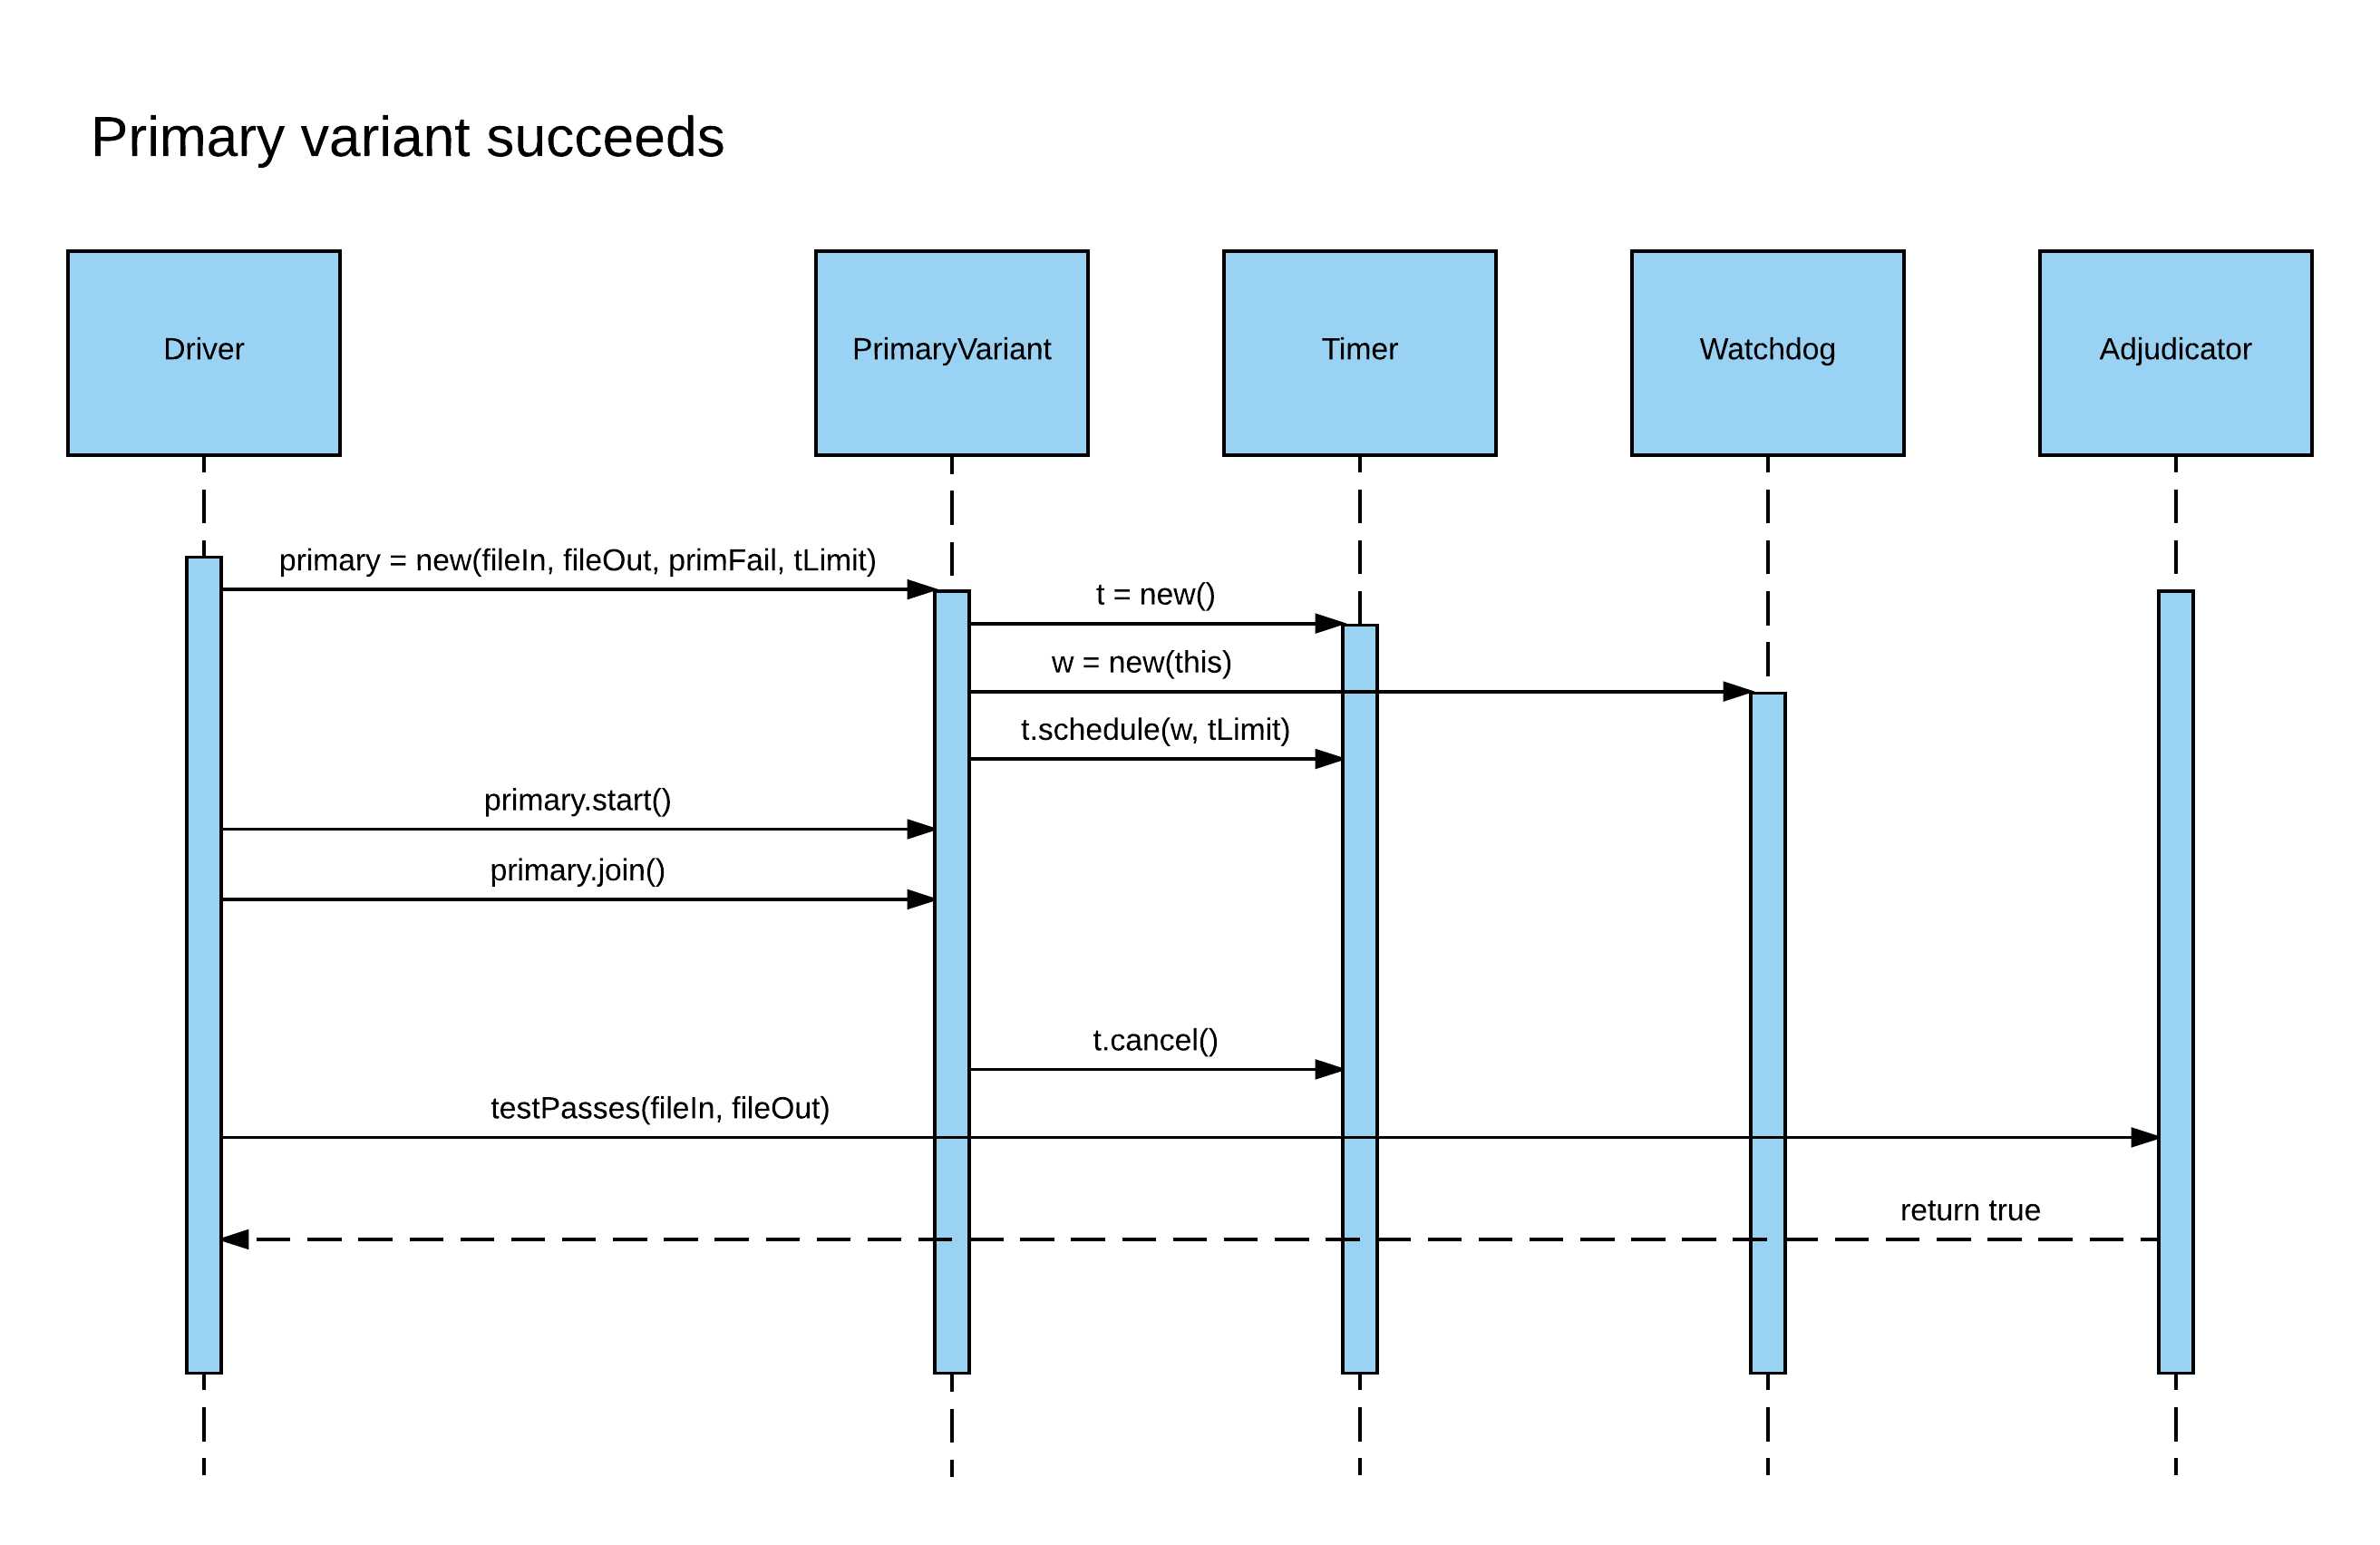 Primary variant succeeds
Driver
PrimaryVariant
Timer
Watchdog
Adjudicator
primary = new(fileIn, fileOut, primFail, tLimit)
t = new()
w = new(this)
t.schedule(w, tLimit)
primary.start()
primary.join()
t.cancel()
testPasses(fileIn, fileOut)
return true